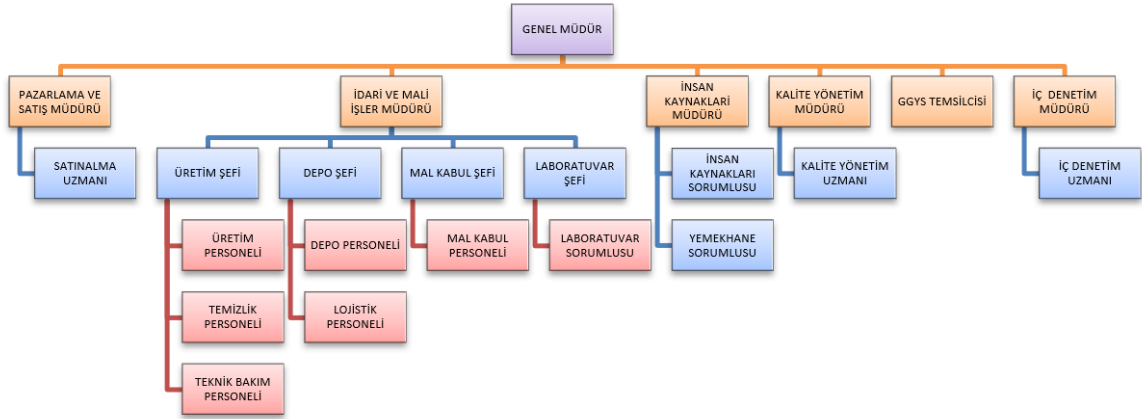 GENEL MÜDÜR
PAZARLAMA VE
SATIŞ MÜDÜRÜ
İDARİ VE MALİ
İŞLER MÜDÜRÜ
İNSAN
KAYNAKLARİ
MÜDÜRÜ
KALİTE YÖNETİM
MÜDÜRÜ
GGYS TEMSİLCİSİ
İÇ DENETİM
MÜDÜRÜ
SATINALMA
UZMANI
ÜRETİM ŞEFİ
DEPO ŞEFİ
MAL KABUL ŞEFİ
LABORATUVAR
ŞEFİ
İNSAN
KAYNAKLARI
SORUMLUSU
KALİTE YÖNETİM
UZMANI
İÇ DENETİM
UZMANI
ÜRETİM
PERSONELİ
DEPO PERSONELİ
MAL KABUL
PERSONELİ
LABORATUVAR
SORUMLUSU
YEMEKHANE
SORUMLUSU
TEMİZLİK
PERSONELİ
LOJİSTİK
PERSONELİ
TEKNİK BAKIM
PERSONELİ